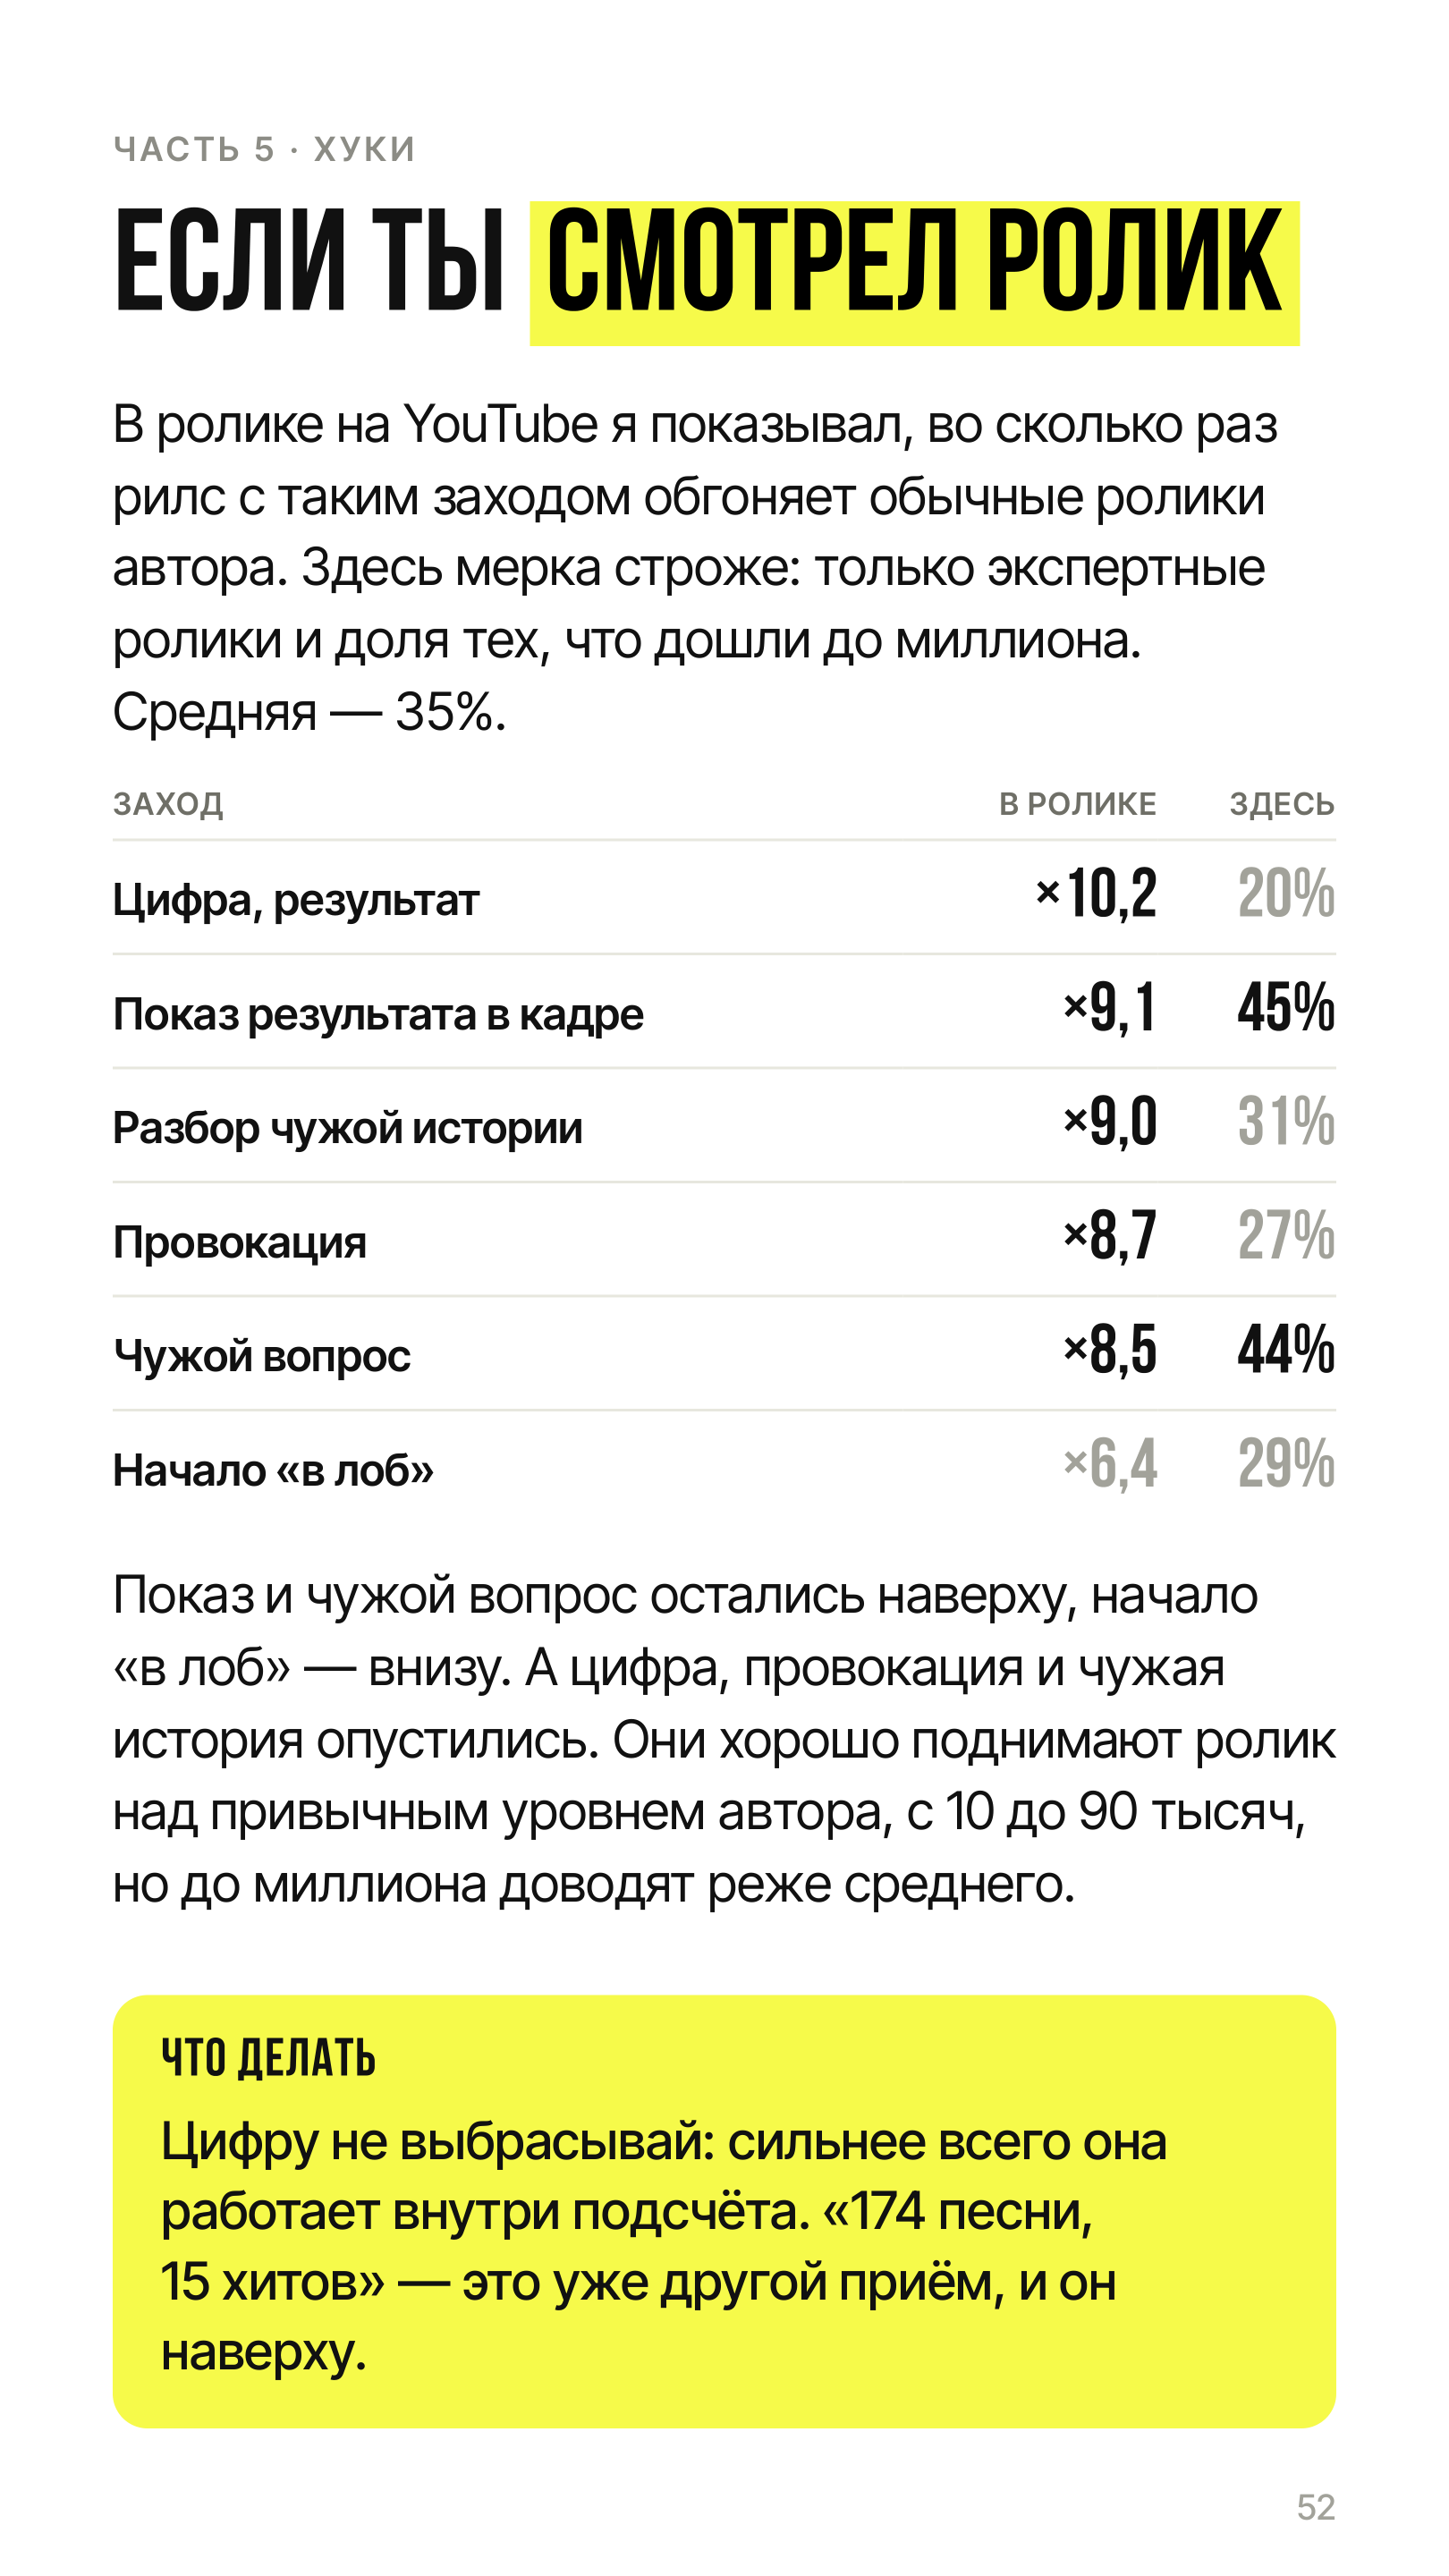 ЧАСТЬ 5 · ХУКИ
ЕСЛИ ТЫ СМОТРЕЛ РОЛИК
В ролике на YouTube я показывал, во сколько раз
рилс с таким заходом обгоняет обычные ролики
автора. Здесь мерка строже: только экспертные
ролики и доля тех, что дошли до миллиона.
Средняя — 35%.
ЗАХОД В РОЛИКЕ ЗДЕСЬ
Цифра, результат ×10,2 20%
Показ результата в кадре ×9,1 45%
Разбор чужой истории ×9,0 31%
Провокация ×8,7 27%
Чужой вопрос ×8,5 44%
Начало «в лоб» ×6,4 29%
Показ и чужой вопрос остались наверху, начало
«в лоб» — внизу. А цифра, провокация и чужая
история опустились. Они хорошо поднимают ролик
над привычным уровнем автора, с 10 до 90 тысяч,
но до миллиона доводят реже среднего.
ЧТО ДЕЛАТЬ
Цифру не выбрасывай: сильнее всего она
работает внутри подсчёта. «174 песни,
15 хитов» — это уже другой приём, и он
наверху.
52